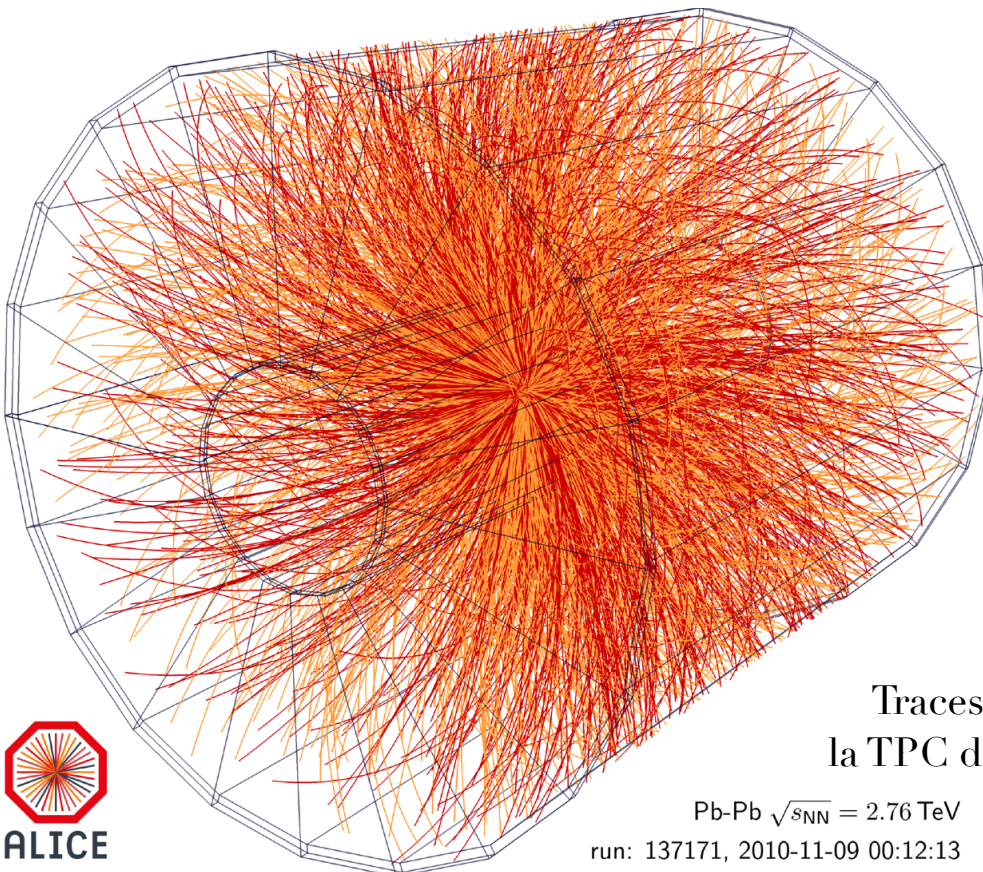 Traces
la TPC d
Pb-Pb √sNN = 2.76 TeV
run: 137171, 2010-11-09 00:12:13
ALICE